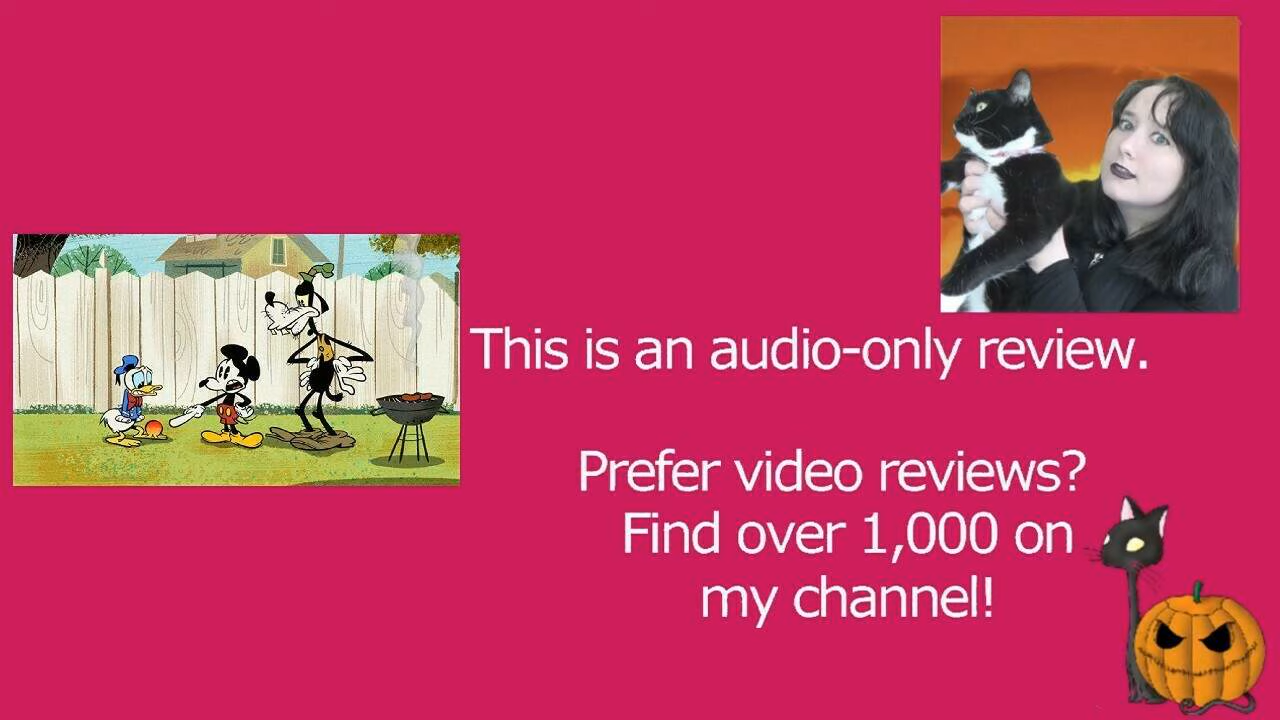 This is an audio-only review.
Prefer video reviews?
Find over 1,000 on
my channel!